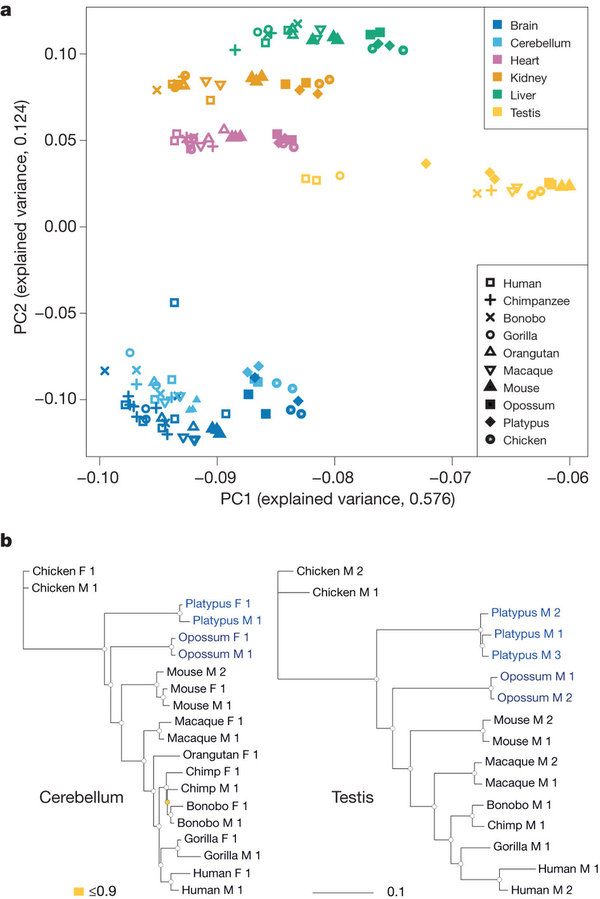 a
PC2 (explained variance, 0.124)
0.10
0.05
0.00
−0.05
−0.10
−0.10
−0.09
−0.08
−0.07
−0.06
PC1 (explained variance, 0.576)
Brain
Cerebellum
Heart
Kidney
Liver
Testis
Human
Chimpanzee
Bonobo
Gorilla
Orangutan
Macaque
Mouse
Opossum
Platypus
Chicken
b
Chicken F 1
Chicken M 1
Platypus F 1
Platypus M 1
Opossum F 1
Opossum M 1
Mouse M 2
Mouse F 1
Mouse M 1
Macaque F 1
Macaque M 1
Orangutan F 1
Chimp F 1
Chimp M 1
Bonobo F 1
Bonobo M 1
Gorilla F 1
Gorilla M 1
Human F 1
Human M 1
Cerebellum
≤0.9
Chicken M 2
Chicken M 1
Platypus M 2
Platypus M 1
Platypus M 3
Opossum M 1
Opossum M 2
Mouse M 2
Mouse M 1
Macaque M 2
Macaque M 1
Bonobo M 1
Chimp M 1
Gorilla M 1
Human M 1
Human M 2
Testis
0.1